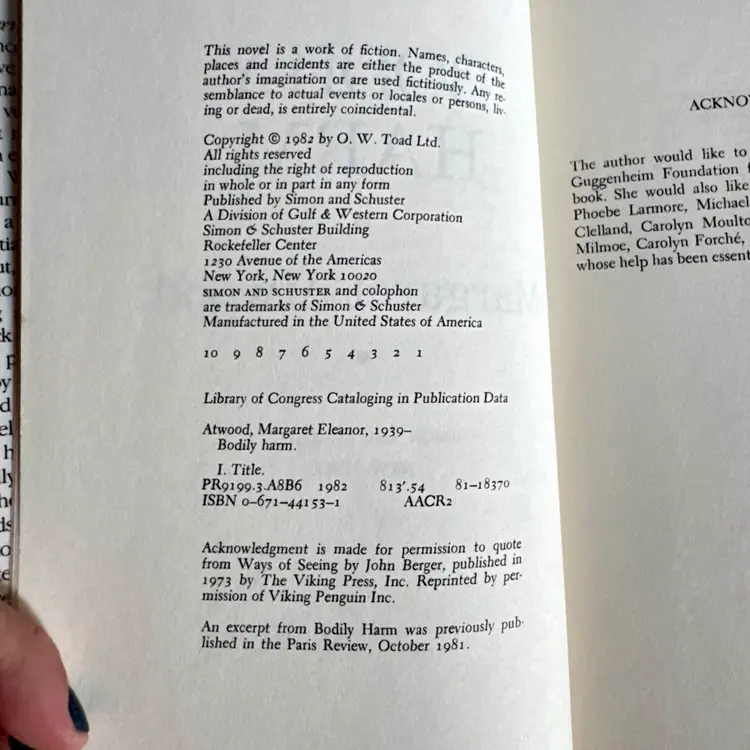 This novel is a work of fiction. Names, characters,
places and incidents are either the product of the
author's imagination or are used fictitiously. Any re-
semblance to actual events or locales or persons, liv-
ing or dead, is entirely coincidental.
Copyright © 1982 by O. W. Toad Ltd.
All rights reserved
including the right of reproduction
in whole or in part in any form
Published by Simon and Schuster
A Division of Gulf & Western Corporation
Simon & Schuster Building
Rockefeller Center
1230 Avenue of the Americas
New York, New York 10020
SIMON AND SCHUSTER and colophon
are trademarks of Simon & Schuster
Manufactured in the United States of America
10 9 8 7 6 5 4 3 2 1
Library of Congress Cataloging in Publication Data
Atwood, Margaret Eleanor, 1939–
Bodily harm.
I. Title.
PR9199.3.A8B6 1982 813'.54 81–18370
ISBN 0–671–44153–1 AACR2
Acknowledgment is made for permission to quote
from Ways of Seeing by John Berger, published in
1973 by The Viking Press, Inc. Reprinted by per-
mission of Viking Penguin Inc.
An excerpt from Bodily Harm was previously pub-
lished in the Paris Review, October 1981.
ACKNO
The author would like to
Guggenheim Foundation
book. She would also like
Phoebe Larmore, Michael
Clelland, Carolyn Moulto
Milmoe, Carolyn Forché,
whose help has been essent